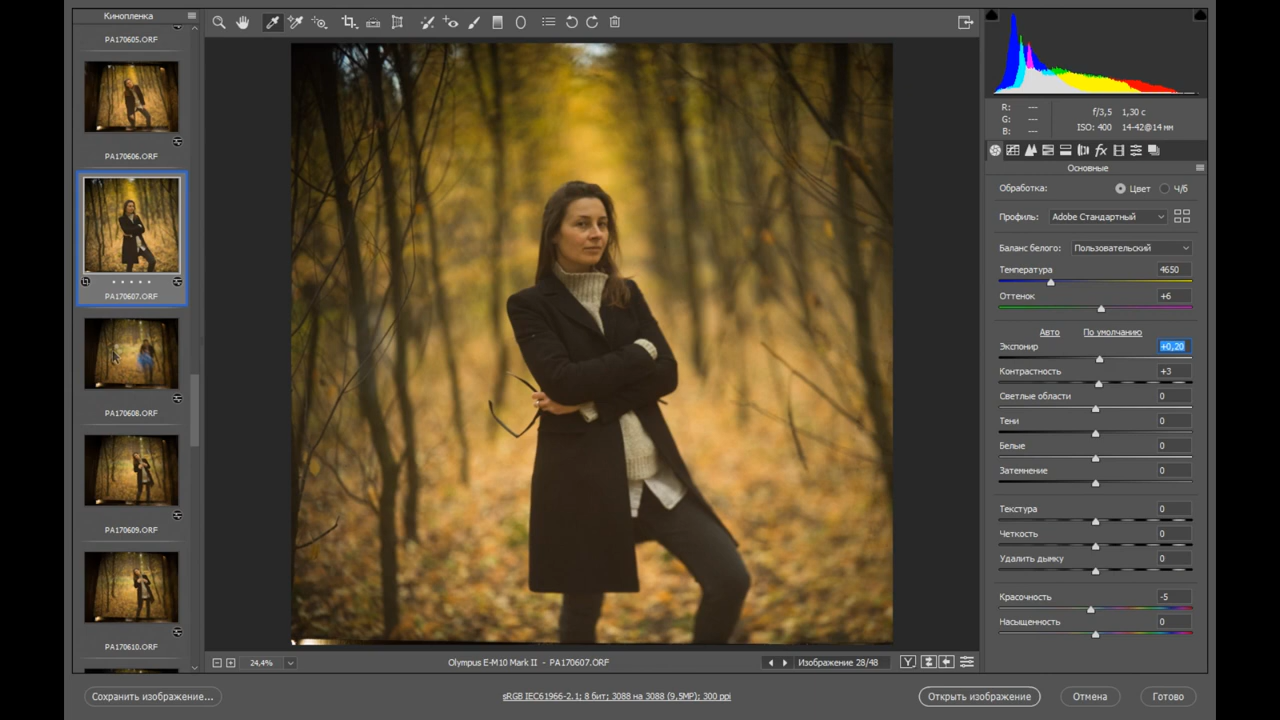 Кинопленка
PA170605.ORF
PA170606.ORF
PA170607.ORF
PA170608.ORF
PA170609.ORF
PA170610.ORF
R: ---
G: ---
B: ---
f/3,5 1,30 с
ISO: 400 14-42@14 мм
Основные
Обработка: Цвет Ч/б
Профиль: Adobe Стандартный
Баланс белого: Пользовательский
Температура 4650
Оттенок +6
Авто По умолчанию
Экспонир +0,20
Контрастность +3
Светлые области 0
Тени 0
Белые 0
Затемнение 0
Текстура 0
Четкость 0
Удалить дымку 0
Красочность -5
Насыщенность 0
24,4%
Olympus E-M10 Mark II - PA170607.ORF
Изображение 28/48
Y
Сохранить изображение...
sRGB IEC61966-2.1; 8 бит; 3088 на 3088 (9,5MP); 300 ppi
Открыть изображение
Отмена
Готово